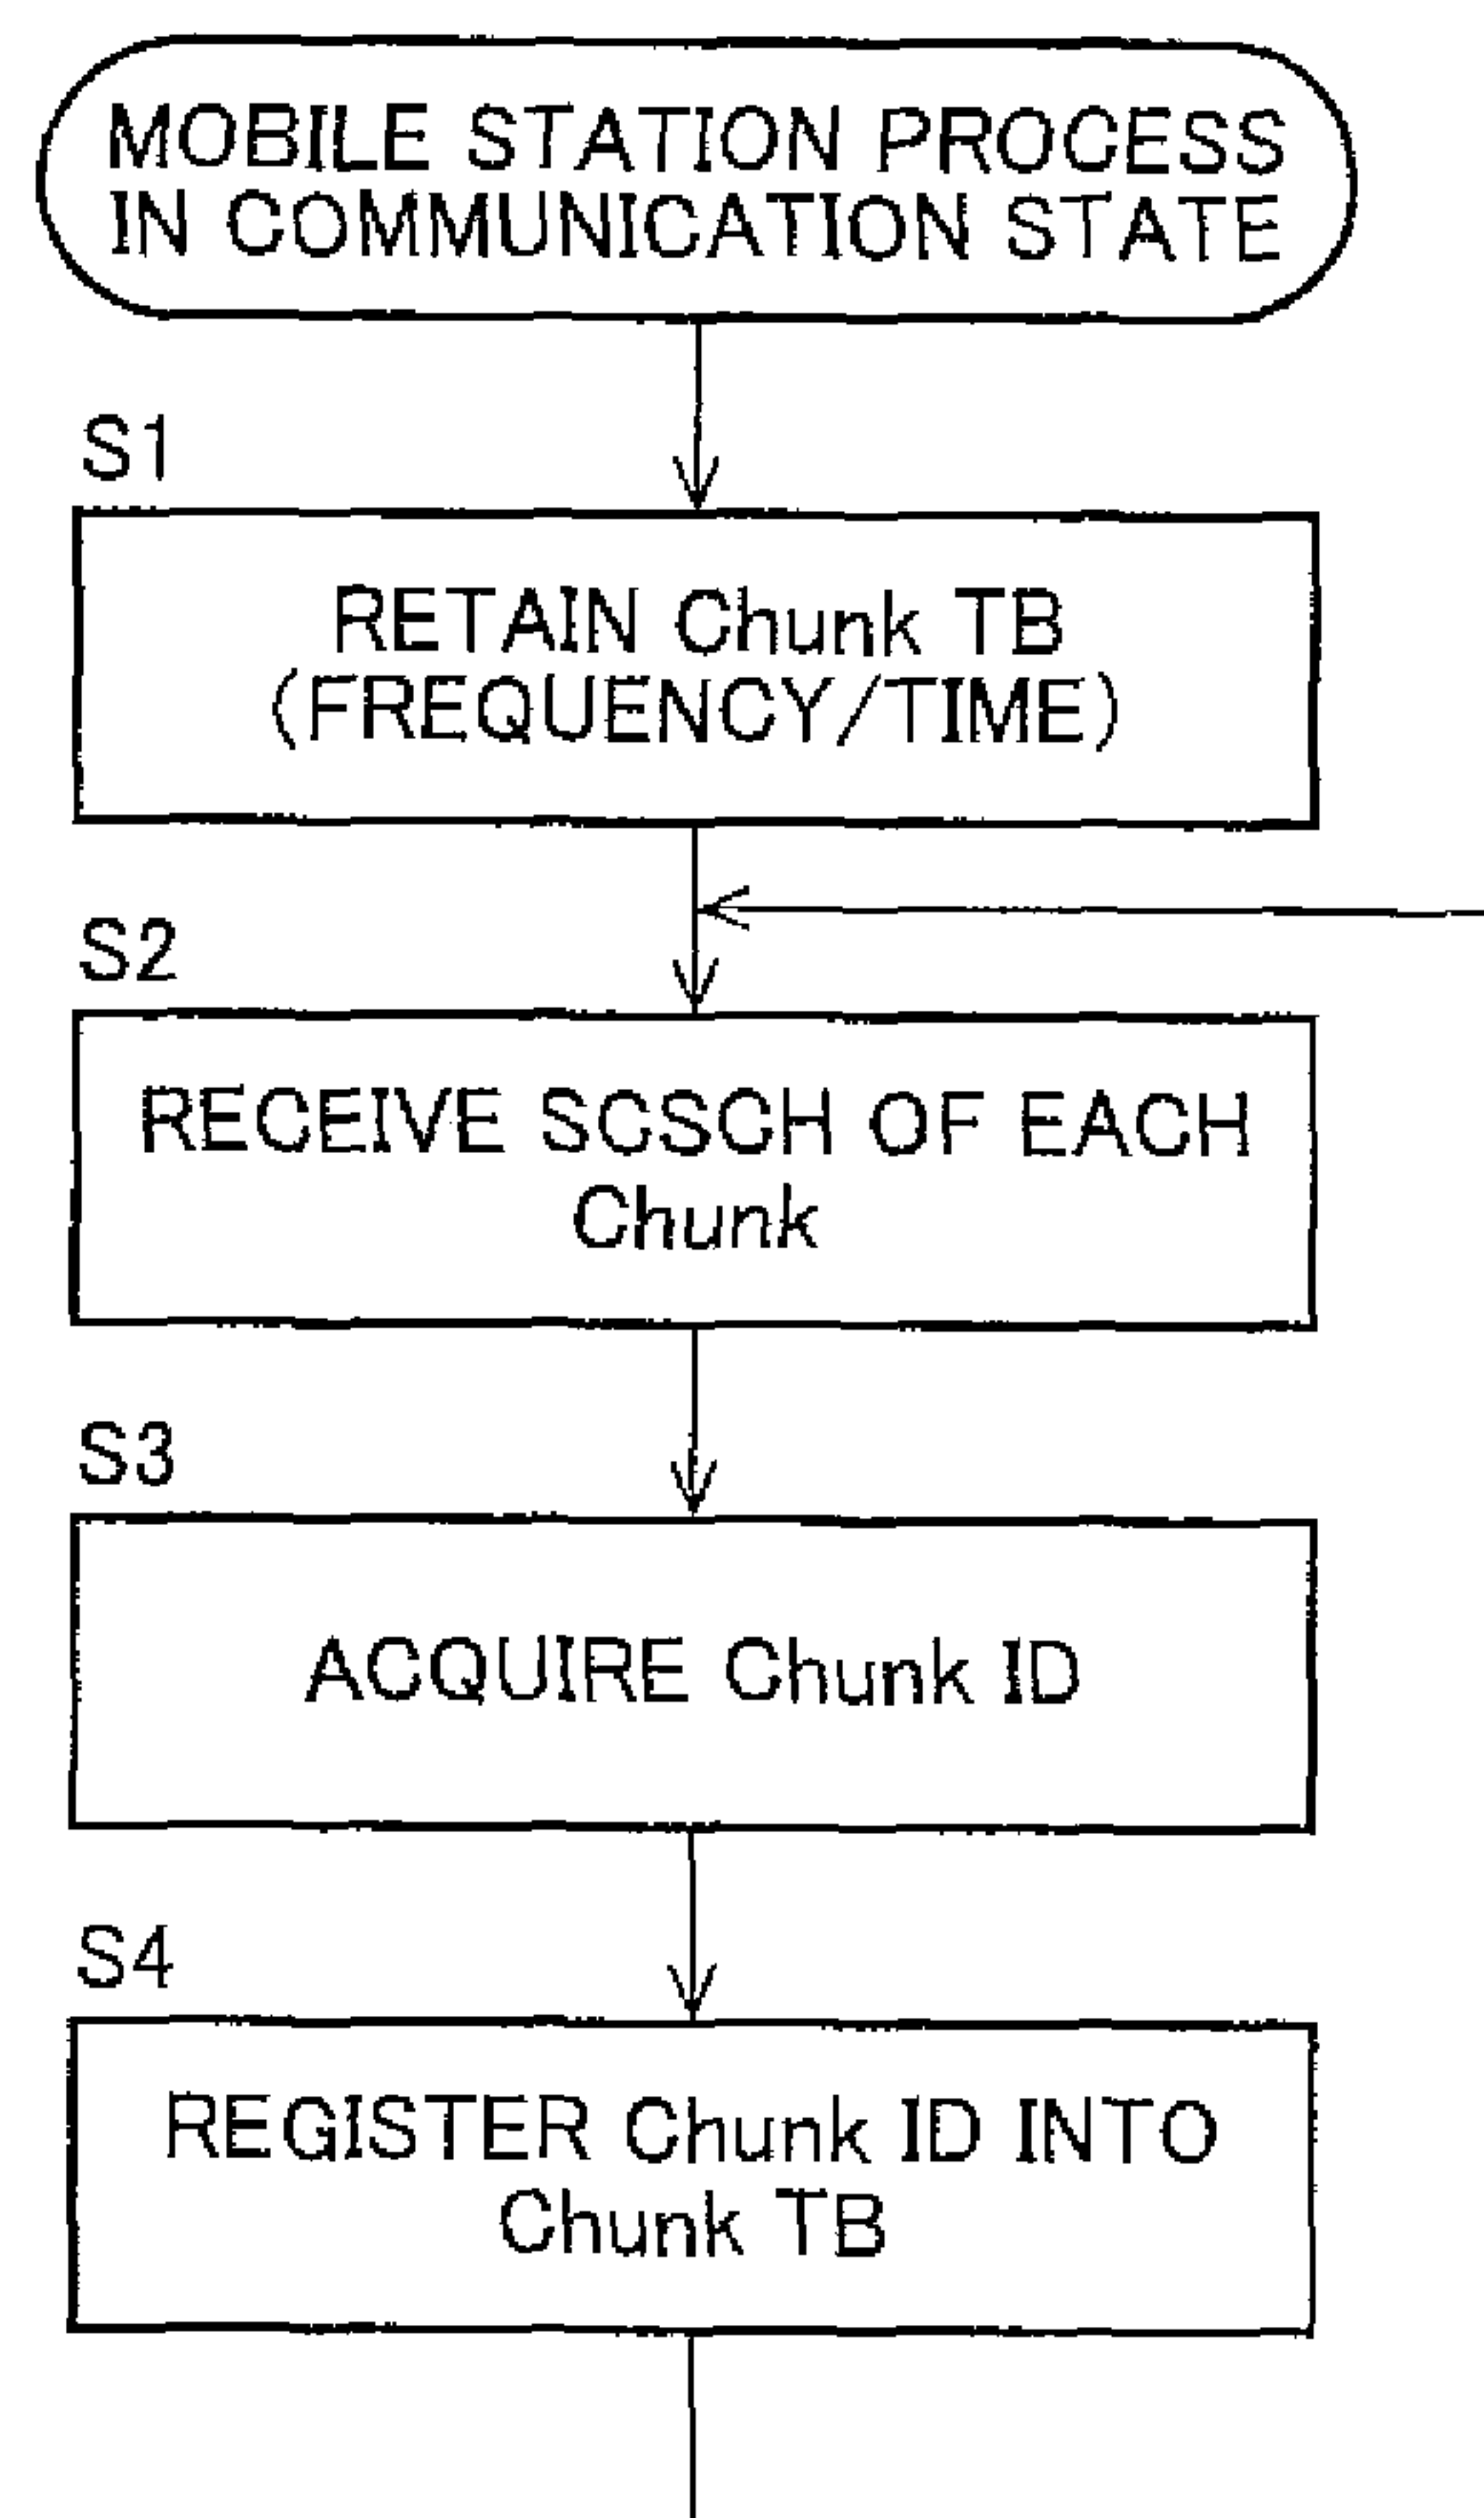 MOBILE STATION PROCESS
IN COMMUNICATION STATE
S1
RETAIN Chunk TB
(FREQUENCY/TIME)
S2
RECEIVE SCSCH OF EACH
Chunk
S3
ACQUIRE Chunk ID
S4
REGISTER Chunk ID INTO
Chunk TB